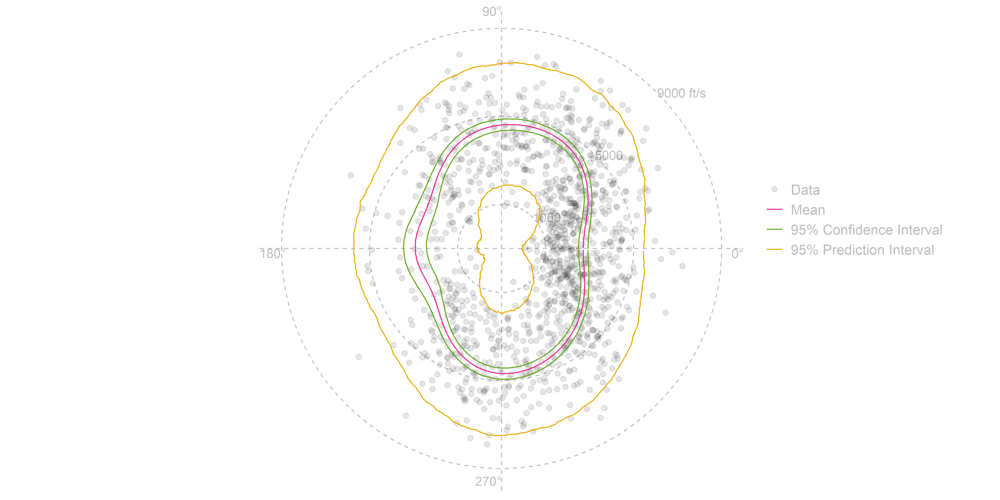 90°
9000 ft/s
5000
1000
180°
0°
270°
Data
Mean
95% Confidence Interval
95% Prediction Interval